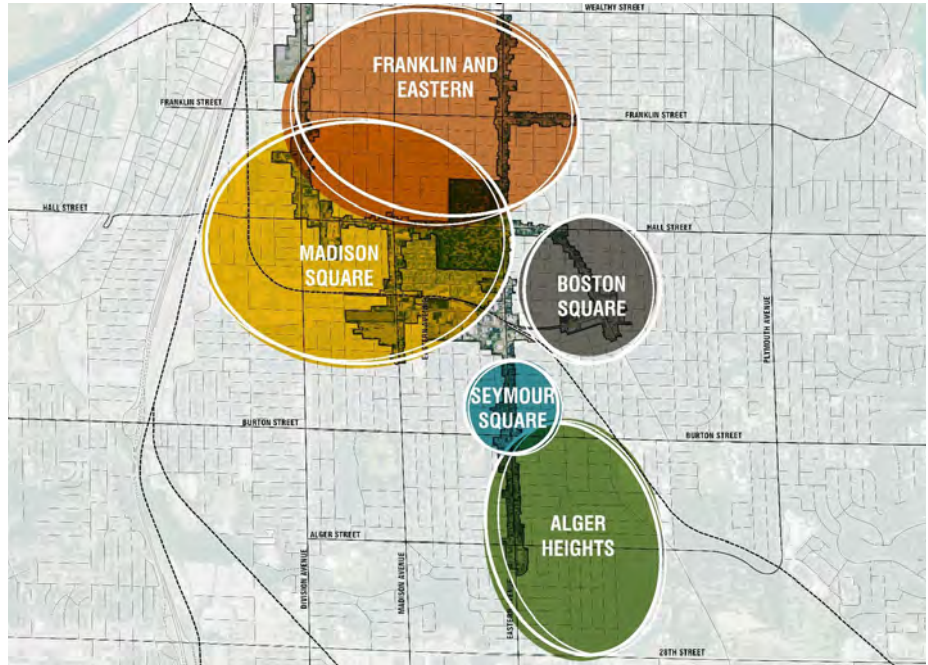 WEALTHY STREET
FRANKLIN AND
EASTERN
FRANKLIN STREET
FRANKLIN STREET
HALL STREET
HALL STREET
MADISON
SQUARE
BOSTON
SQUARE
PLYMOUTH AVENUE
SEYMOUR
SQUARE
BURTON STREET
BURTON STREET
ALGER
HEIGHTS
ALGER STREET
DIVISION AVENUE
MADISON AVENUE
28TH STREET